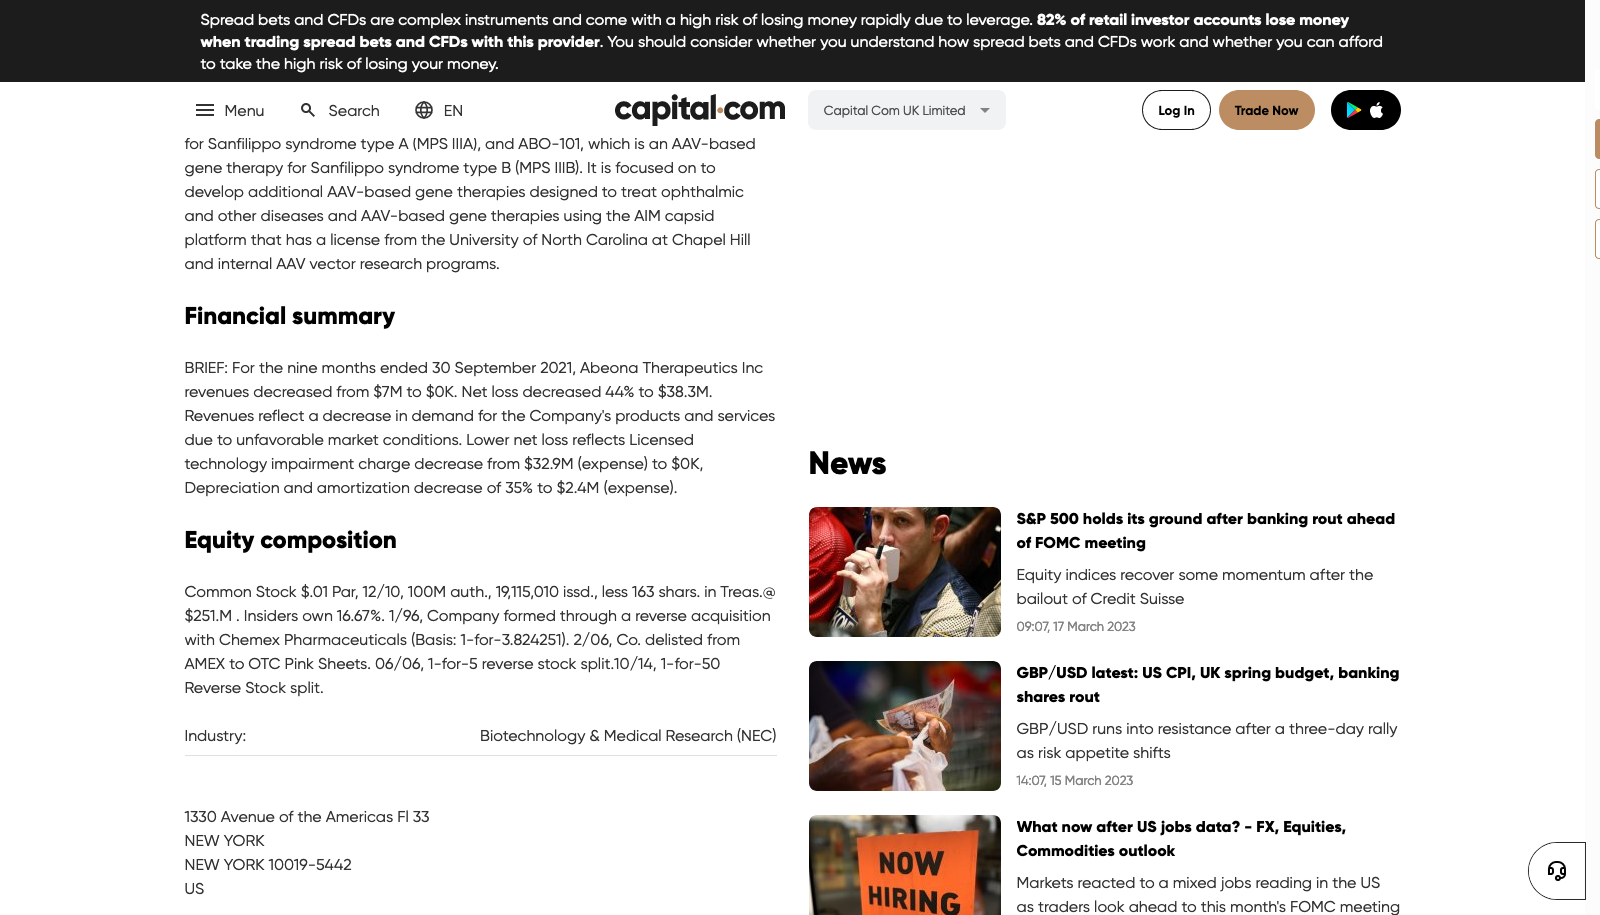 Spread bets and CFDs are complex instruments and come with a high risk of losing money rapidly due to leverage. 82% of retail investor accounts lose money
when trading spread bets and CFDs with this provider. You should consider whether you understand how spread bets and CFDs work and whether you can afford
to take the high risk of losing your money.
Menu
Search
EN
capital.com
Capital Com UK Limited
Log In
Trade Now
for Sanfilippo syndrome type A (MPS IIIA), and ABO-101, which is an AAV-based
gene therapy for Sanfilippo syndrome type B (MPS IIIB). It is focused on to
develop additional AAV-based gene therapies designed to treat ophthalmic
and other diseases and AAV-based gene therapies using the AIM capsid
platform that has a license from the University of North Carolina at Chapel Hill
and internal AAV vector research programs.
Financial summary
BRIEF: For the nine months ended 30 September 2021, Abeona Therapeutics Inc
revenues decreased from $7M to $0K. Net loss decreased 44% to $38.3M.
Revenues reflect a decrease in demand for the Company's products and services
due to unfavorable market conditions. Lower net loss reflects Licensed
technology impairment charge decrease from $32.9M (expense) to $0K,
Depreciation and amortization decrease of 35% to $2.4M (expense).
Equity composition
Common Stock $.01 Par, 12/10, 100M auth., 19,115,010 issd., less 163 shars. in Treas.@
$251.M . Insiders own 16.67%. 1/96, Company formed through a reverse acquisition
with Chemex Pharmaceuticals (Basis: 1-for-3.824251). 2/06, Co. delisted from
AMEX to OTC Pink Sheets. 06/06, 1-for-5 reverse stock split.10/14, 1-for-50
Reverse Stock split.
Industry:
Biotechnology & Medical Research (NEC)
1330 Avenue of the Americas Fl 33
NEW YORK
NEW YORK 10019-5442
US
News
S&P 500 holds its ground after banking rout ahead
of FOMC meeting
Equity indices recover some momentum after the
bailout of Credit Suisse
09:07, 17 March 2023
GBP/USD latest: US CPI, UK spring budget, banking
shares rout
GBP/USD runs into resistance after a three-day rally
as risk appetite shifts
14:07, 15 March 2023
NOW
HIRING
What now after US jobs data? - FX, Equities,
Commodities outlook
Markets reacted to a mixed jobs reading in the US
as traders look ahead to this month's FOMC meeting